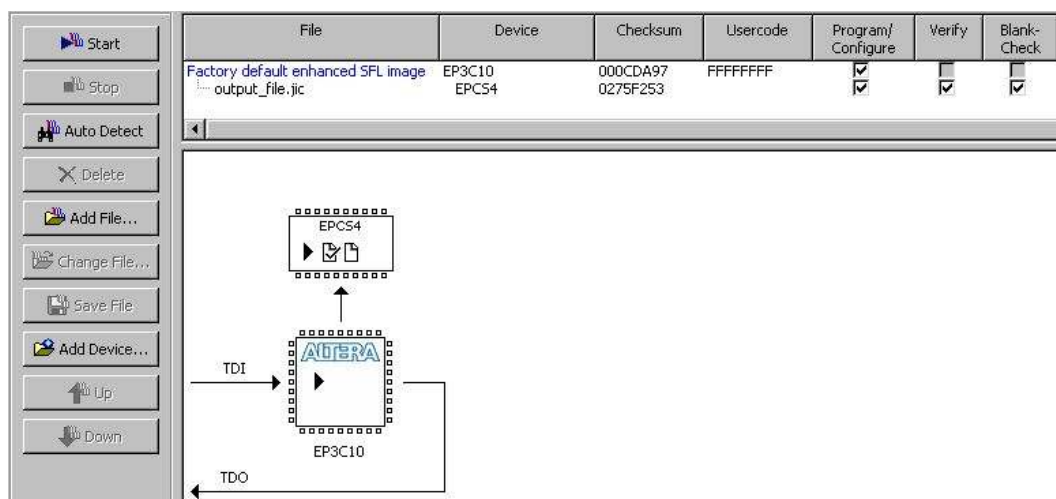 Start
Stop
Auto Detect
Delete
Add File...
Change File...
Save File
Add Device...
Up
Down
File Device Checksum Usercode Program/ Configure Verify Blank- Check
Factory default enhanced SFL image EP3C10 000CDA97 FFFFFFFF
output_file.jic EPCS4 0275F253
EPCS4
ALTERA
TDI
EP3C10
TDO